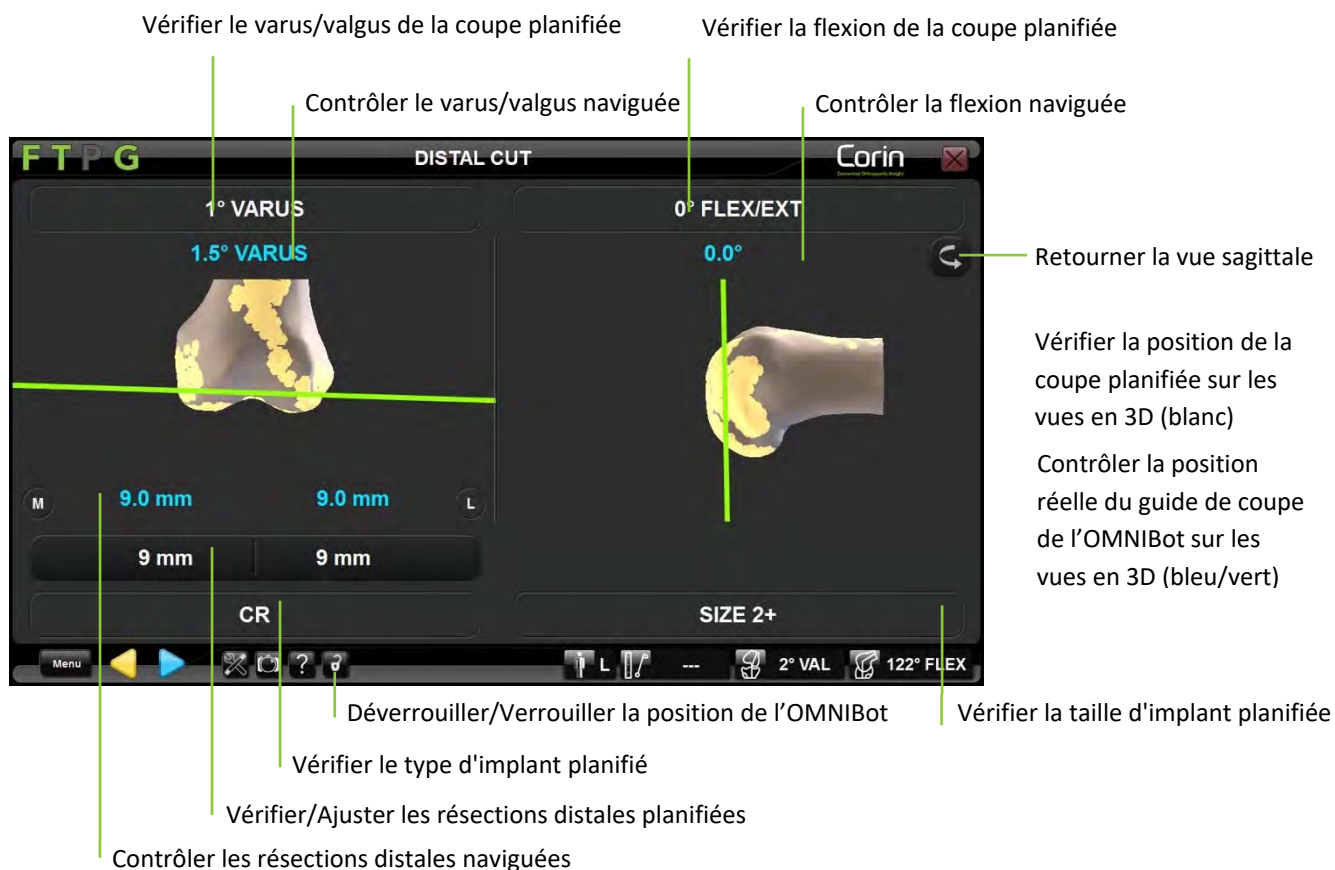 Vérifier le varus/valgus de la coupe planifiée
Vérifier la flexion de la coupe planifiée
Contrôler le varus/valgus naviguée
Contrôler la flexion naviguée
F T P G
DISTAL CUT
Corin
Connected Orthopaedic Insight
1° VARUS
0° FLEX/EXT
1.5° VARUS
0.0°
Retourner la vue sagittale
Vérifier la position de la
coupe planifiée sur les
vues en 3D (blanc)
Contrôler la position
réelle du guide de coupe
de l’OMNIBot sur les
vues en 3D (bleu/vert)
M
9.0 mm
9.0 mm
L
9 mm
9 mm
CR
SIZE 2+
Menu
?
L
---
2° VAL
122° FLEX
Déverrouiller/Verrouiller la position de l’OMNIBot
Vérifier la taille d'implant planifiée
Vérifier le type d'implant planifié
Vérifier/Ajuster les résections distales planifiées
Contrôler les résections distales naviguées